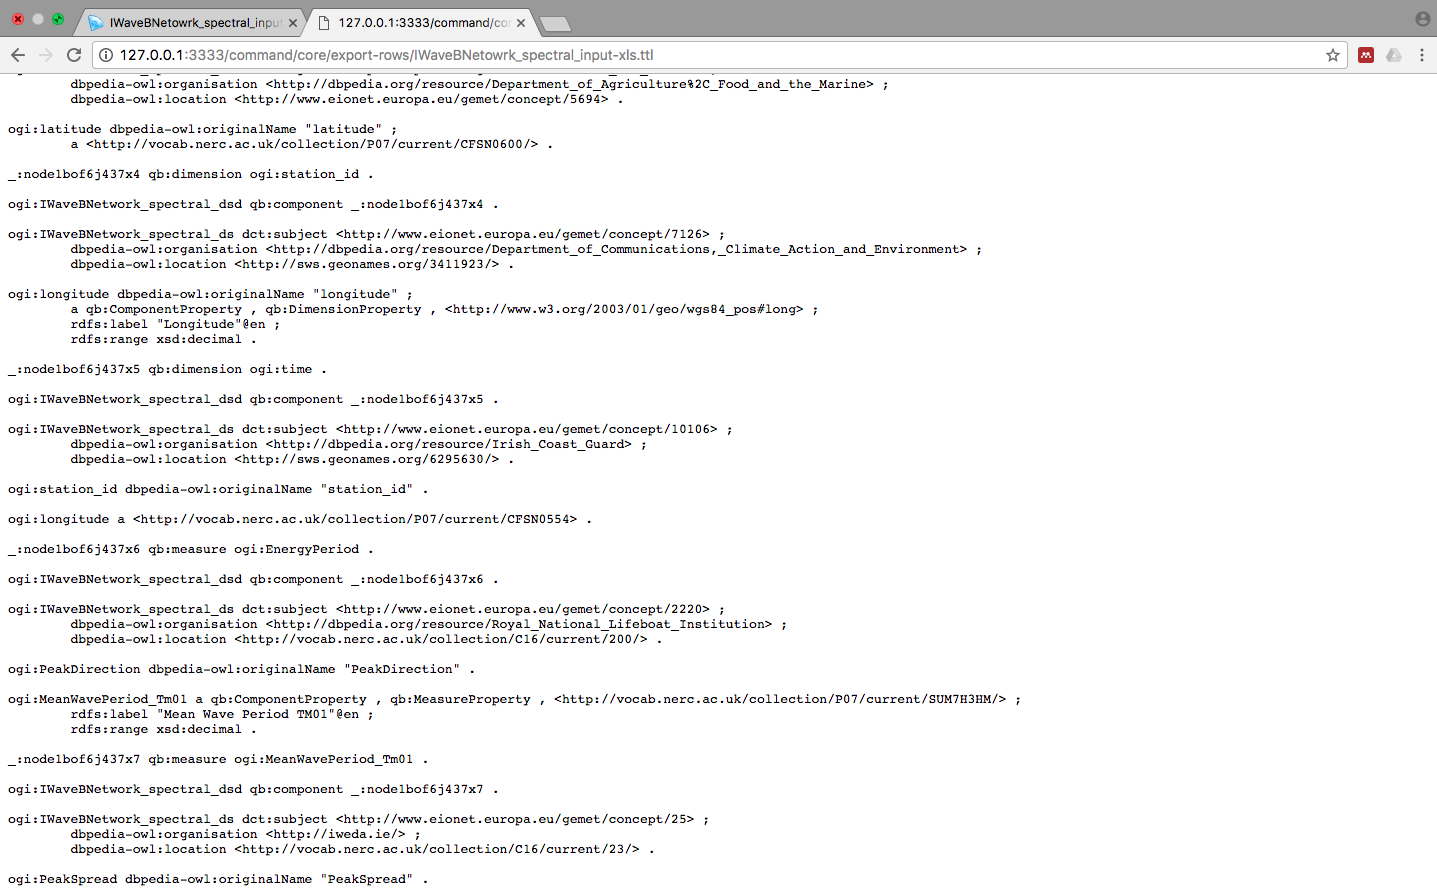 IWaveBNetowrk_spectral_input
127.0.0.1:3333/command/co
127.0.0.1:3333/command/core/export-rows/IWaveBNetowrk_spectral_input-xls.ttl
dbpedia-owl:organisation <http://dbpedia.org/resource/Department_of_Agriculture%2C_Food_and_the_Marine> ;
dbpedia-owl:location <http://www.eionet.europa.eu/gemet/concept/5694> .
ogi:latitude dbpedia-owl:originalName "latitude" ;
a <http://vocab.nerc.ac.uk/collection/P07/current/CFSN0600/> .
_:node1bof6j437x4 qb:dimension ogi:station_id .
ogi:IWaveBNetwork_spectral_dsd qb:component _:node1bof6j437x4 .
ogi:IWaveBNetwork_spectral_ds dct:subject <http://www.eionet.europa.eu/gemet/concept/7126> ;
dbpedia-owl:organisation <http://dbpedia.org/resource/Department_of_Communications,_Climate_Action_and_Environment> ;
dbpedia-owl:location <http://sws.geonames.org/3411923/> .
ogi:longitude dbpedia-owl:originalName "longitude" ;
a qb:ComponentProperty , qb:DimensionProperty , <http://www.w3.org/2003/01/geo/wgs84_pos#long> ;
rdfs:label "Longitude"@en ;
rdfs:range xsd:decimal .
_:node1bof6j437x5 qb:dimension ogi:time .
ogi:IWaveBNetwork_spectral_dsd qb:component _:node1bof6j437x5 .
ogi:IWaveBNetwork_spectral_ds dct:subject <http://www.eionet.europa.eu/gemet/concept/10106> ;
dbpedia-owl:organisation <http://dbpedia.org/resource/Irish_Coast_Guard> ;
dbpedia-owl:location <http://sws.geonames.org/6295630/> .
ogi:station_id dbpedia-owl:originalName "station_id" .
ogi:longitude a <http://vocab.nerc.ac.uk/collection/P07/current/CFSN0554> .
_:node1bof6j437x6 qb:measure ogi:EnergyPeriod .
ogi:IWaveBNetwork_spectral_dsd qb:component _:node1bof6j437x6 .
ogi:IWaveBNetwork_spectral_ds dct:subject <http://www.eionet.europa.eu/gemet/concept/2220> ;
dbpedia-owl:organisation <http://dbpedia.org/resource/Royal_National_Lifeboat_Institution> ;
dbpedia-owl:location <http://vocab.nerc.ac.uk/collection/C16/current/200/> .
ogi:PeakDirection dbpedia-owl:originalName "PeakDirection" .
ogi:MeanWavePeriod_Tm01 a qb:ComponentProperty , qb:MeasureProperty , <http://vocab.nerc.ac.uk/collection/P07/current/SUM7H3HM/> ;
rdfs:label "Mean Wave Period TM01"@en ;
rdfs:range xsd:decimal .
_:node1bof6j437x7 qb:measure ogi:MeanWavePeriod_Tm01 .
ogi:IWaveBNetwork_spectral_dsd qb:component _:node1bof6j437x7 .
ogi:IWaveBNetwork_spectral_ds dct:subject <http://www.eionet.europa.eu/gemet/concept/25> ;
dbpedia-owl:organisation <http://iweda.ie/> ;
dbpedia-owl:location <http://vocab.nerc.ac.uk/collection/C16/current/23/> .
ogi:PeakSpread dbpedia-owl:originalName "PeakSpread" .